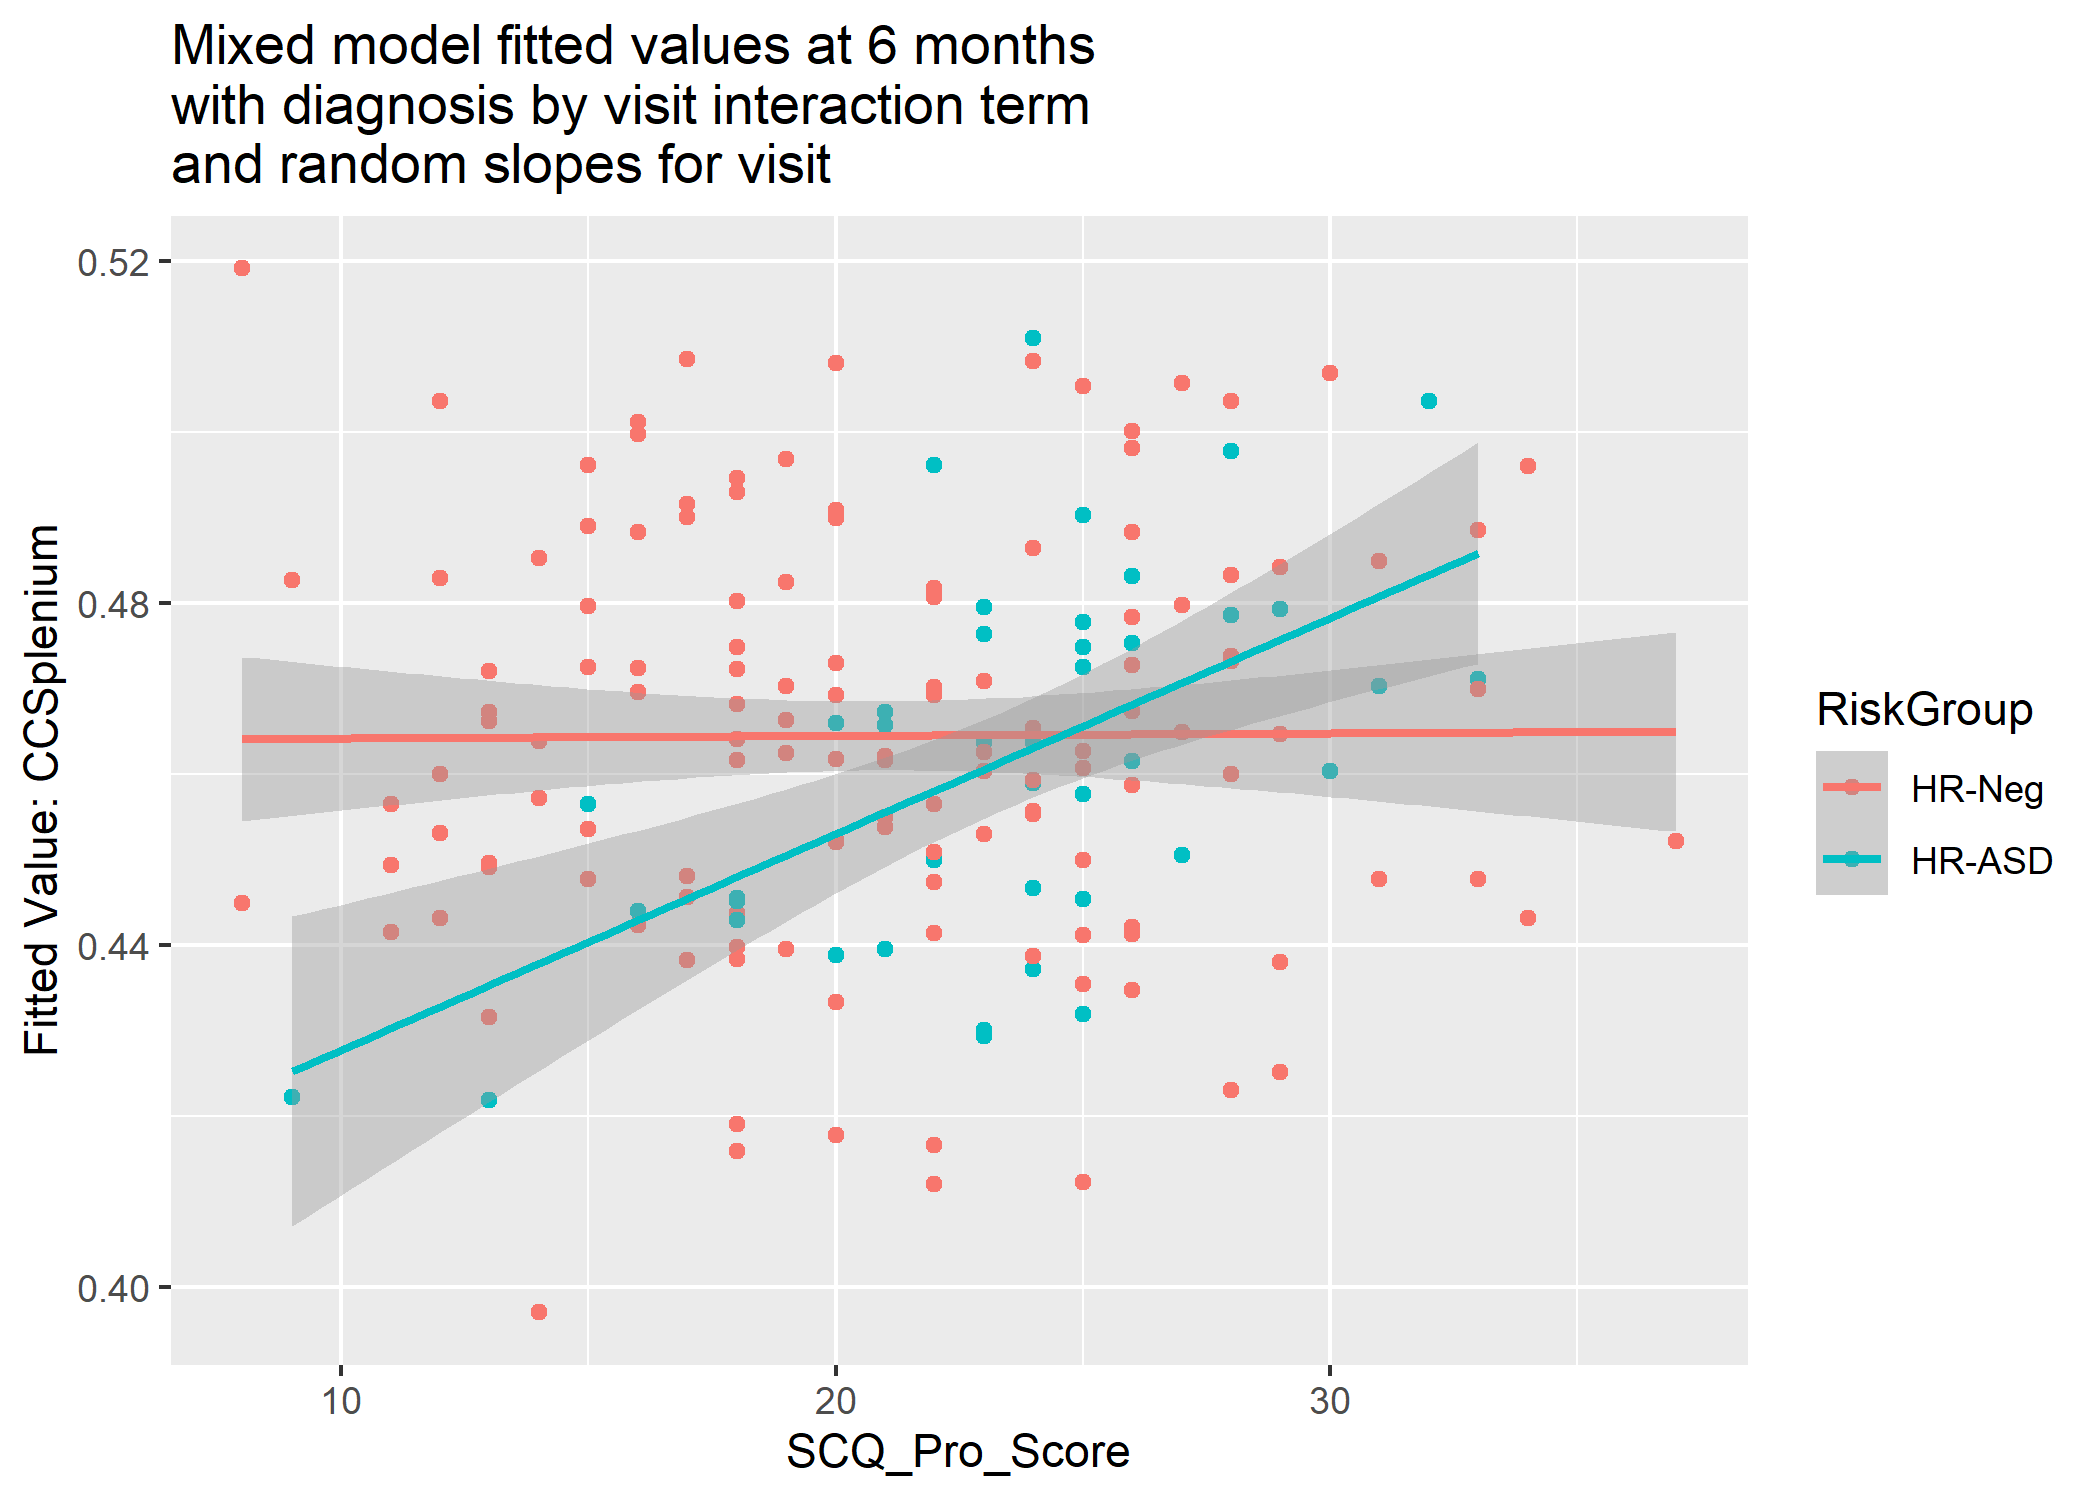 Mixed model fitted values at 6 months
with diagnosis by visit interaction term
and random slopes for visit
0.52
0.48
0.44
0.40
Fitted Value: CCSplenium
10 20 30
SCQ_Pro_Score
RiskGroup
HR-Neg
HR-ASD